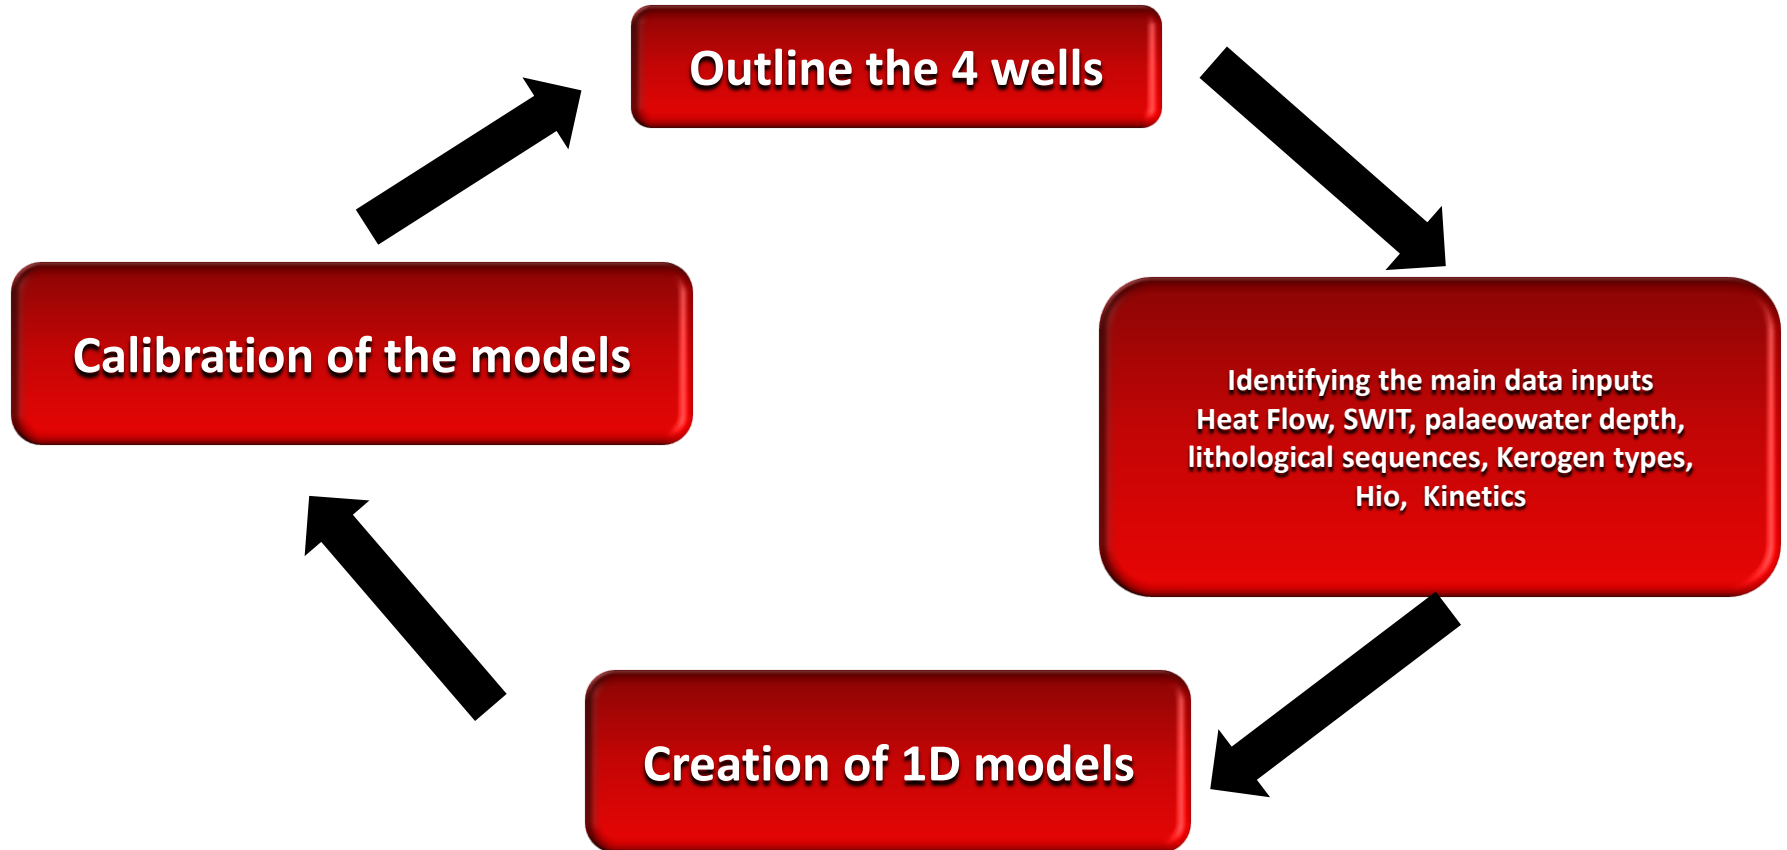 Outline the 4 wells
Calibration of the models
Identifying the main data inputs
Heat Flow, SWIT, palaeowater depth,
lithological sequences, Kerogen types,
Hio,  Kinetics
Creation of 1D models